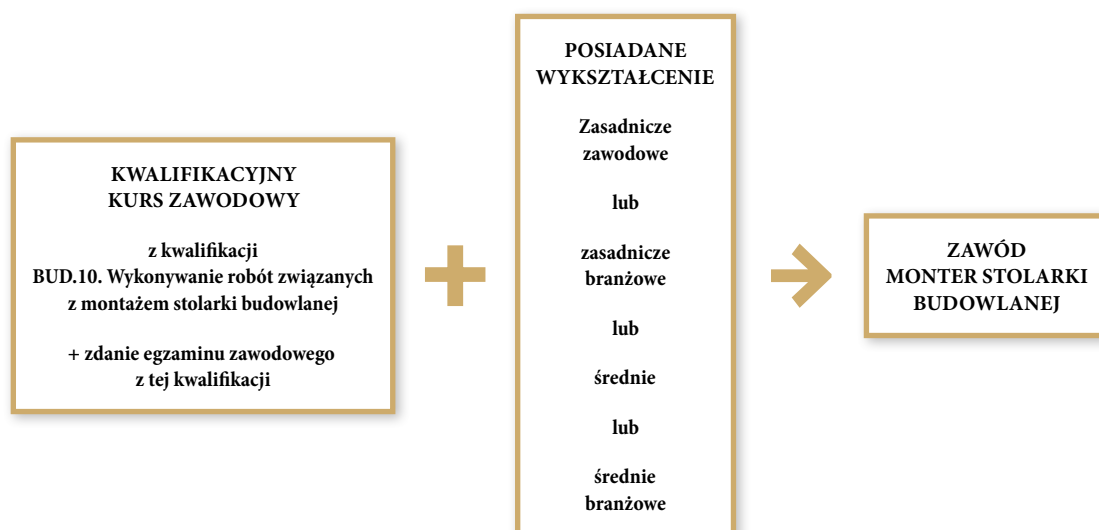 KWALIFIKACYJNY
KURS ZAWODOWY
z kwalifikacji
BUD.10. Wykonywanie robót związanych
z montażem stolarki budowlanej
+ zdanie egzaminu zawodowego
z tej kwalifikacji
POSIADANE
WYKSZTAŁCENIE
Zasadnicze
zawodowe
lub
zasadnicze
branżowe
lub
średnie
lub
średnie
branżowe
ZAWÓD
MONTER STOLARKI
BUDOWLANEJ